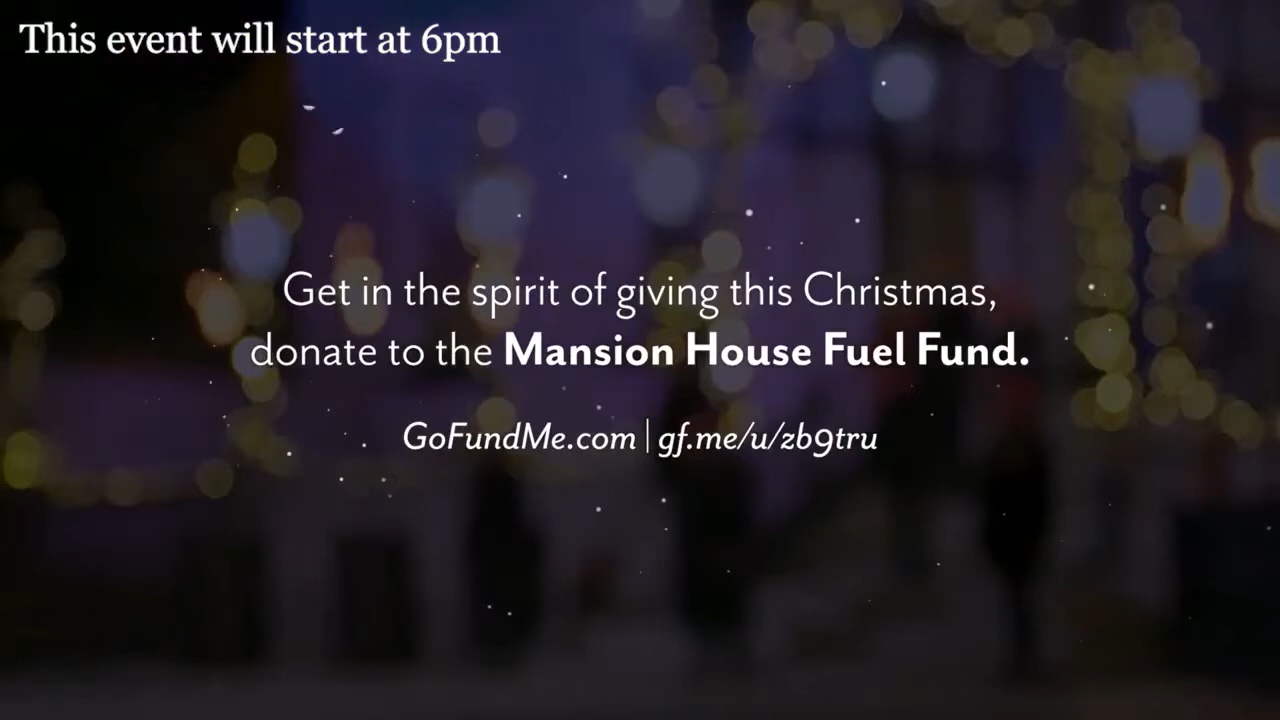 This event will start at 6pm
Get in the spirit of giving this Christmas,
donate to the Mansion House Fuel Fund.
GoFundMe.com | gf.me/u/zb9tru